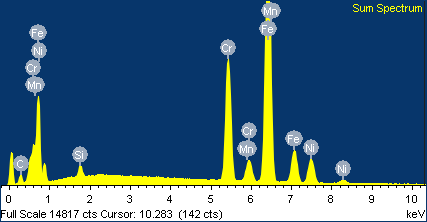 Sum Spectrum
Mn
Fe
Fe
Ni
Cr
Cr
Mn
C
Si
Cr
Mn
Fe
Ni
Ni
0 1 2 3 4 5 6 7 8 9 10
Full Scale 14817 cts Cursor: 10.283 (142 cts) keV